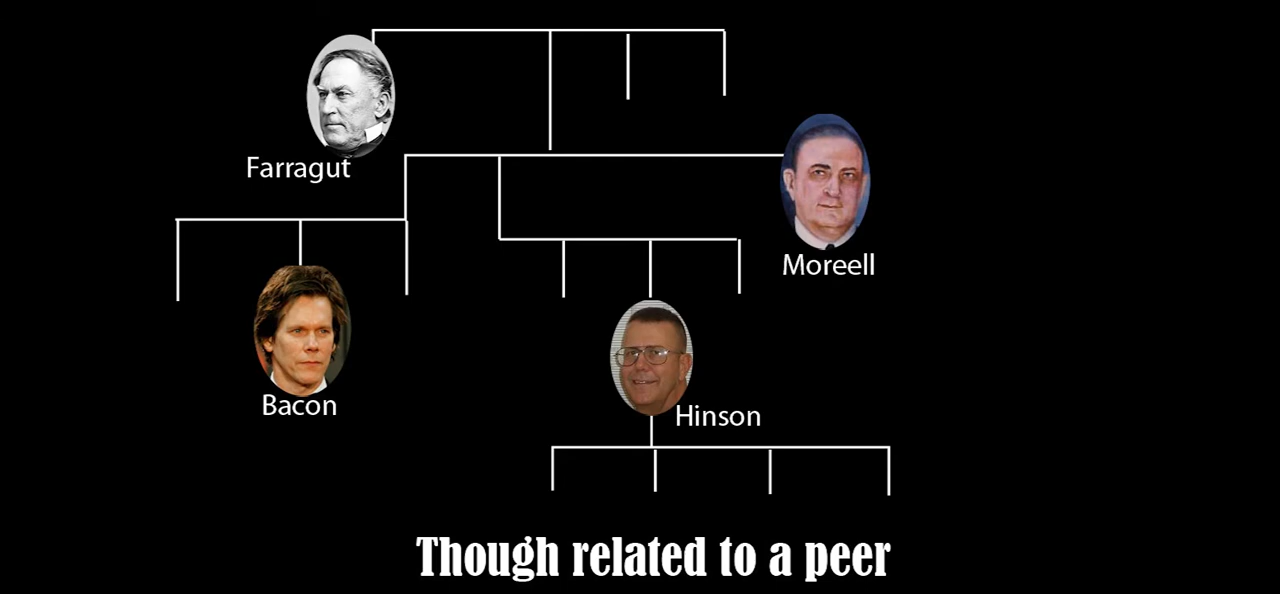 Farragut
Moreell
Bacon
Hinson
Though related to a peer